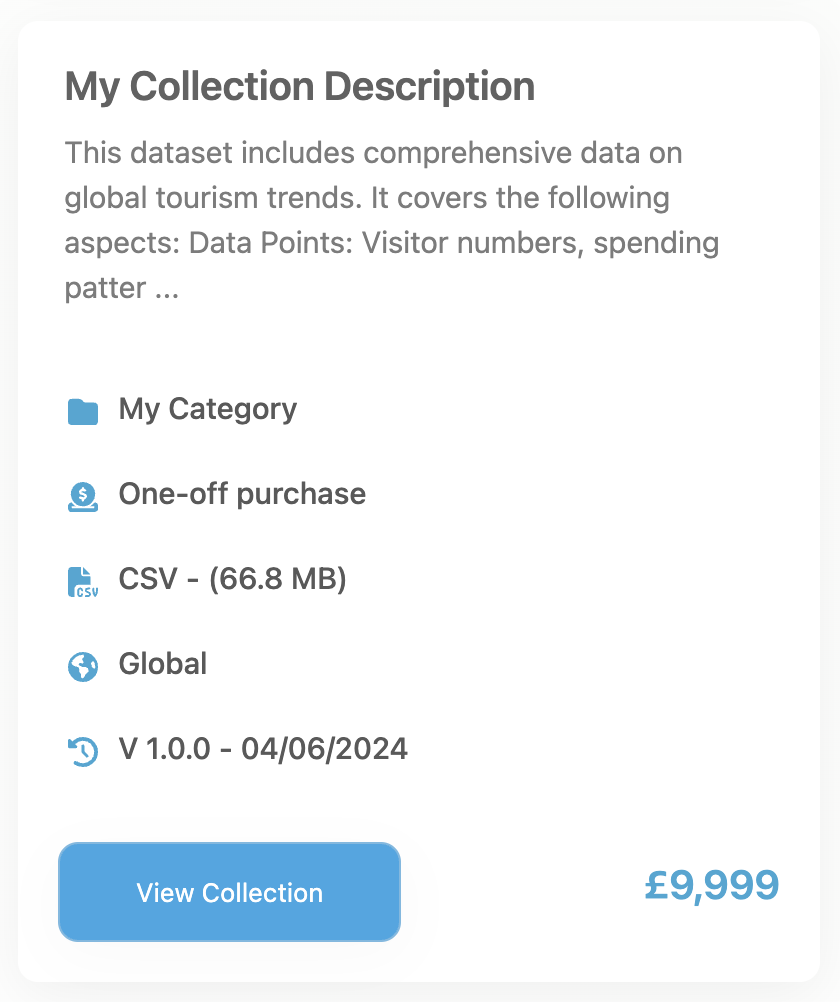 My Collection Description
This dataset includes comprehensive data on
global tourism trends. It covers the following
aspects: Data Points: Visitor numbers, spending
patter ...
My Category
$
One-off purchase
CSV
CSV - (66.8 MB)
Global
V 1.0.0 - 04/06/2024
View Collection
£9,999